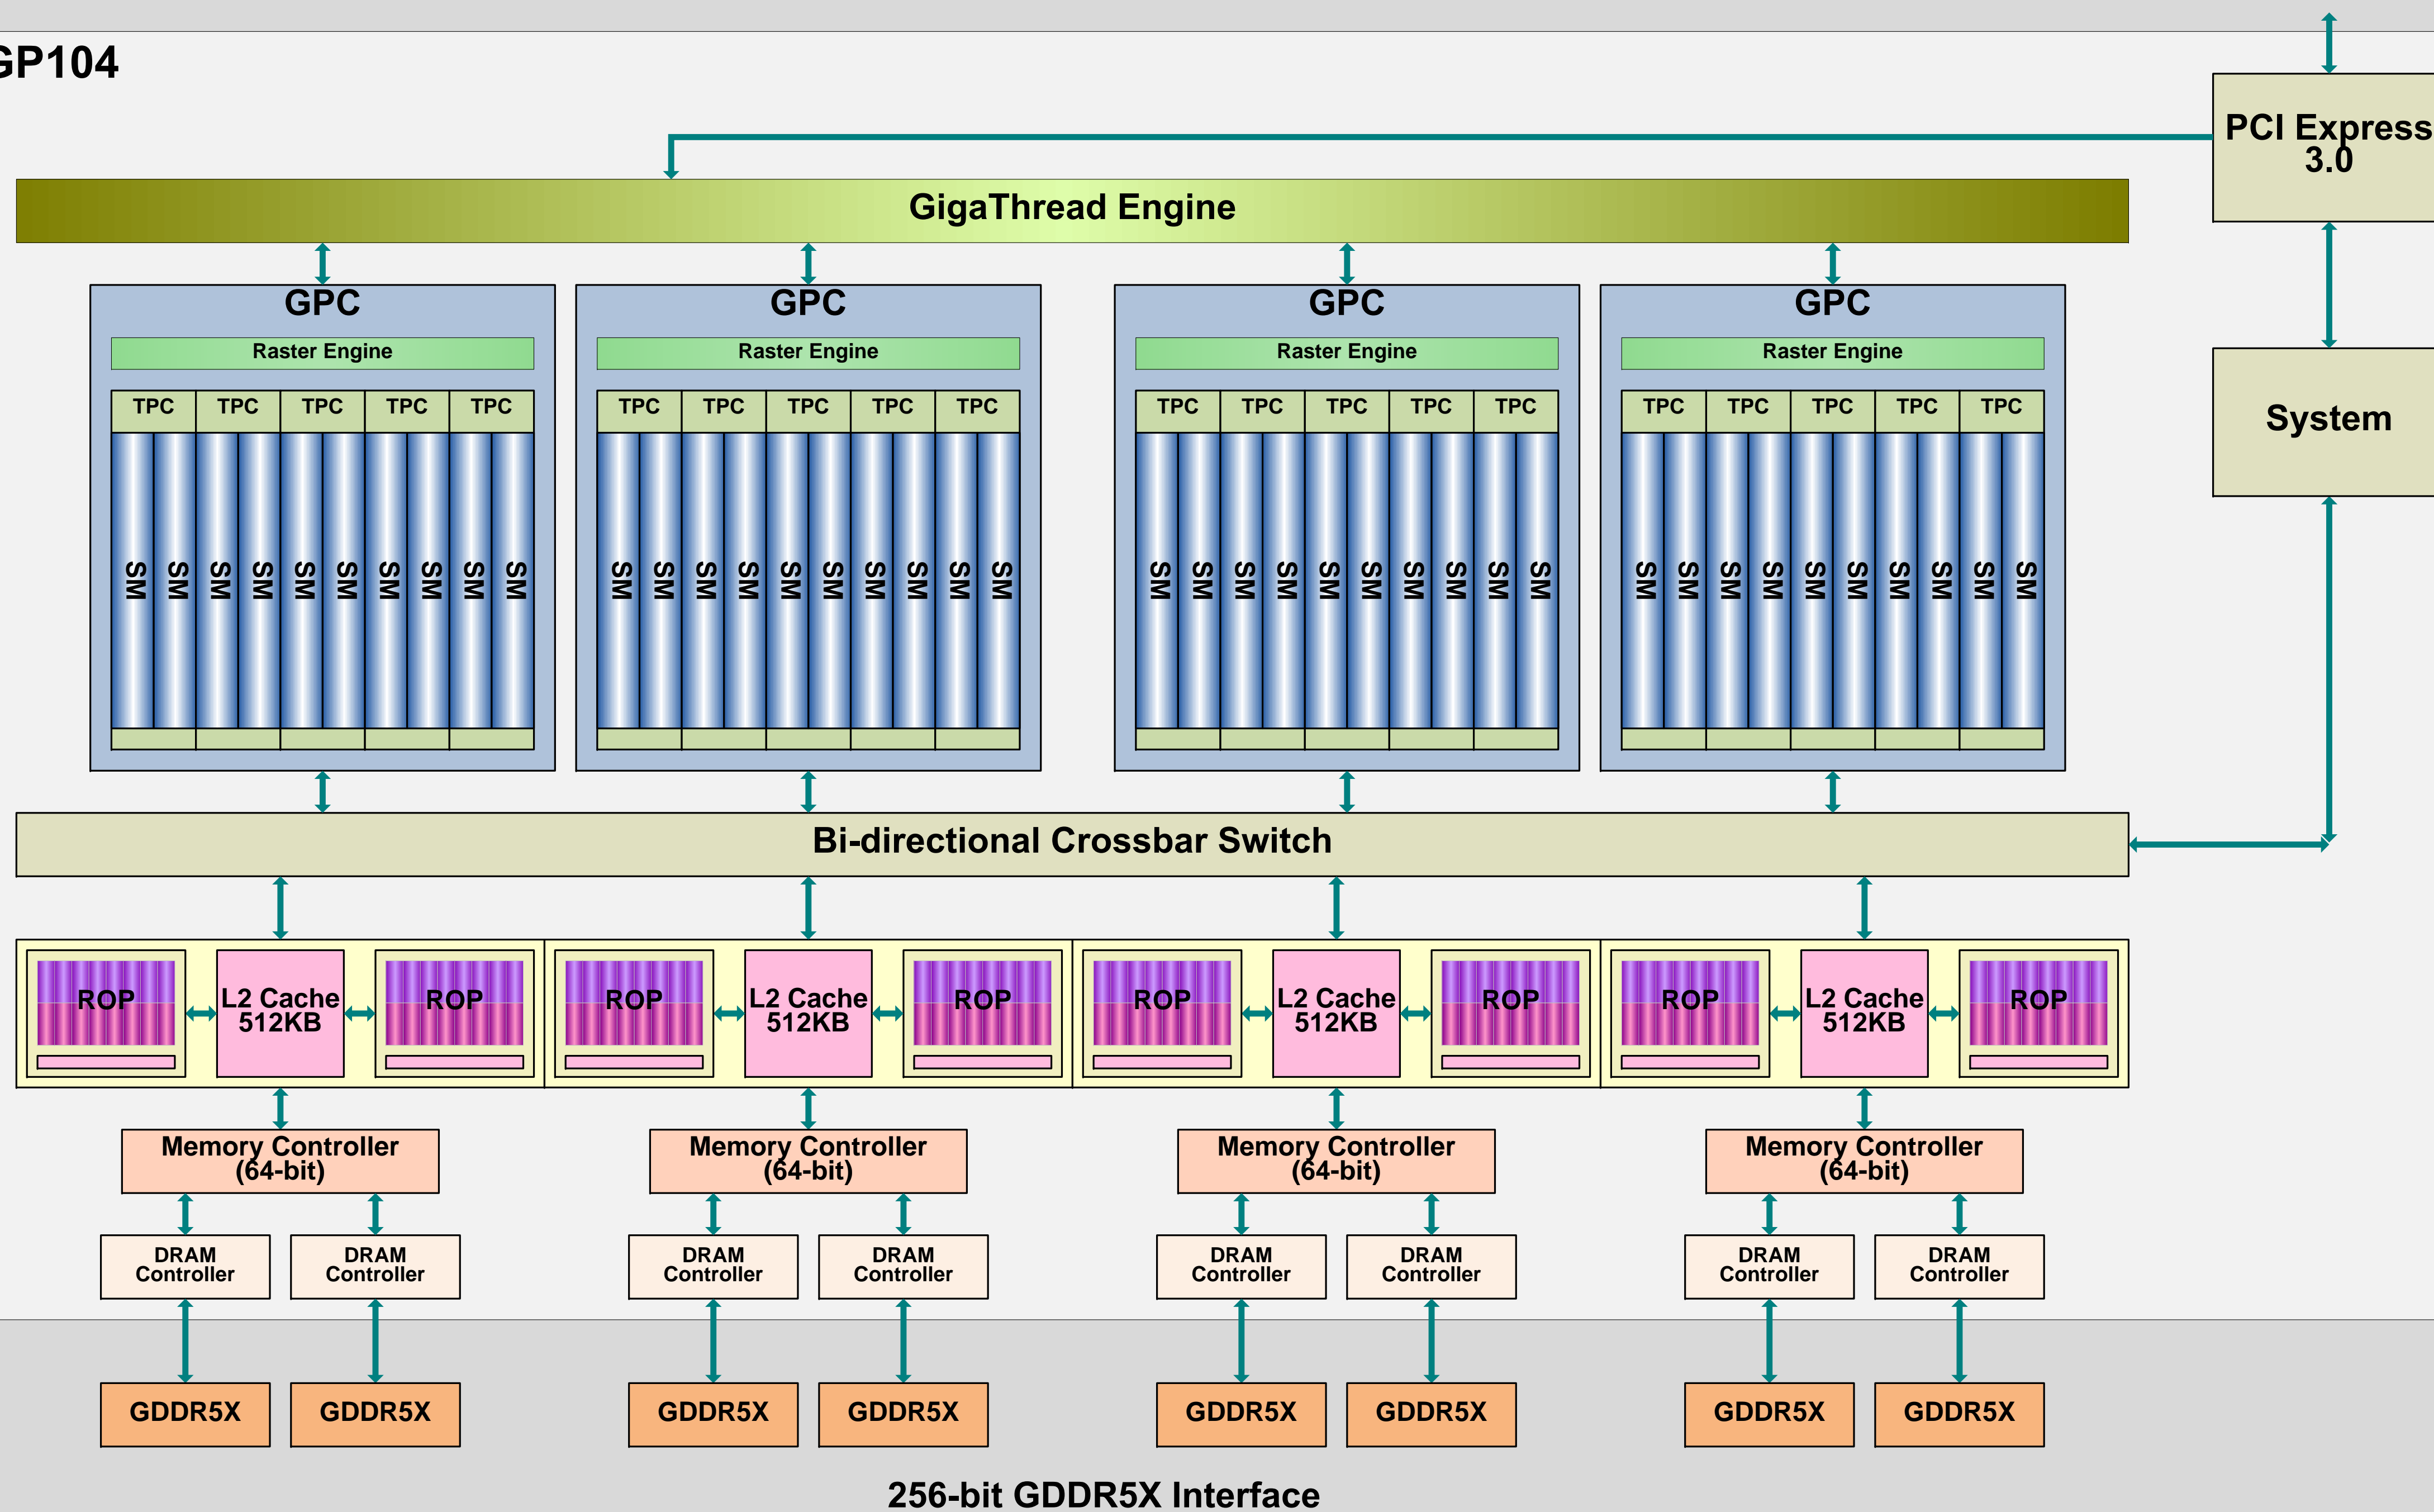 GP104
PCI Express
3.0
GigaThread Engine
GPC GPC GPC GPC
Raster Engine Raster Engine Raster Engine Raster Engine
TPC TPC TPC TPC TPC TPC TPC TPC TPC TPC TPC TPC TPC TPC TPC TPC TPC TPC TPC TPC
System
SM SM SM SM SM SM SM SM SM SM SM SM SM SM SM SM SM SM SM SM SM SM SM SM SM SM SM SM SM SM SM SM SM SM SM SM SM SM SM SM
Bi-directional Crossbar Switch
ROP L2 Cache ROP ROP L2 Cache ROP ROP L2 Cache ROP ROP L2 Cache ROP
512KB 512KB 512KB 512KB
Memory Controller Memory Controller Memory Controller Memory Controller
(64-bit) (64-bit) (64-bit) (64-bit)
DRAM DRAM DRAM DRAM DRAM DRAM DRAM DRAM
Controller Controller Controller Controller Controller Controller Controller Controller
GDDR5X GDDR5X GDDR5X GDDR5X GDDR5X GDDR5X GDDR5X GDDR5X
256-bit GDDR5X Interface